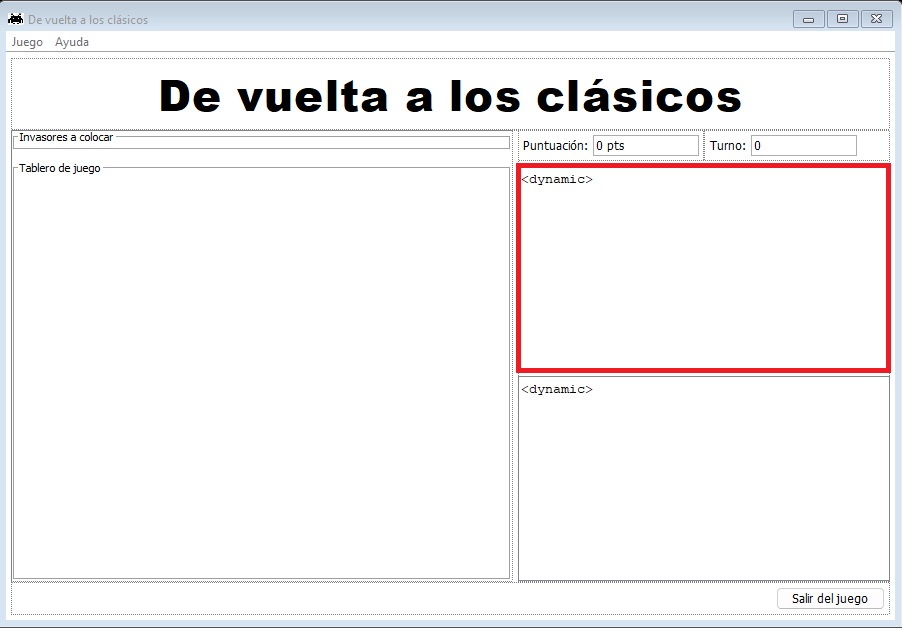 De vuelta a los clásicos
Juego Ayuda
De vuelta a los clásicos
Invasores a colocar
Puntuación: 0 pts Turno: 0
Tablero de juego
<dynamic>
<dynamic>
Salir del juego